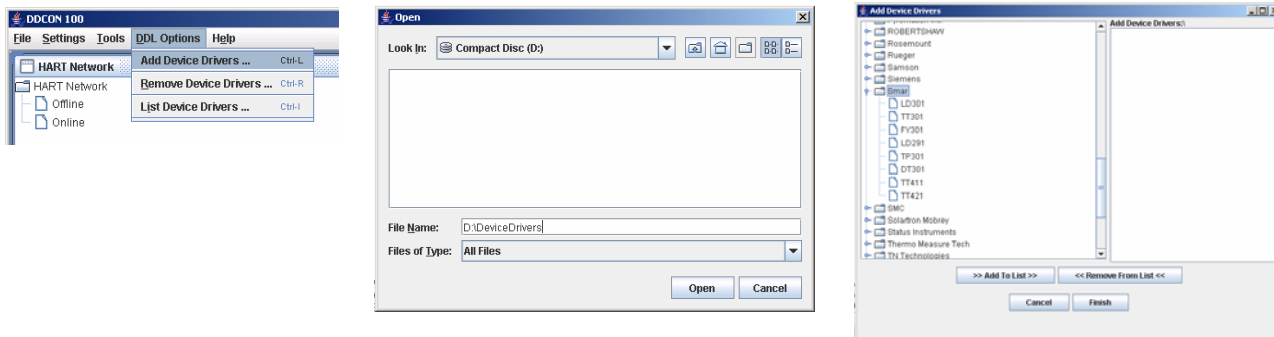 DDCON 100
File Settings Tools DDL Options Help
HART Network
HART Network
Offline
Online
Add Device Drivers ... Ctrl-L
Remove Device Drivers ... Ctrl-R
List Device Drivers ... Ctrl-I
Open
Look In: Compact Disc (D:)
File Name: D:\DeviceDrivers
Files of Type: All Files
Open Cancel
Add Device Drivers
ROBERTSHAW
Rosemount
Rueger
Samson
Siemens
Smar
LD301
TT301
FY301
LD291
TP301
DT301
TT411
TT421
SMC
Solartron Mobrey
Status Instruments
Thermo Measure Tech
TN Technologies
Add Device Drivers:\
>> Add To List >> << Remove From List <<
Cancel Finish